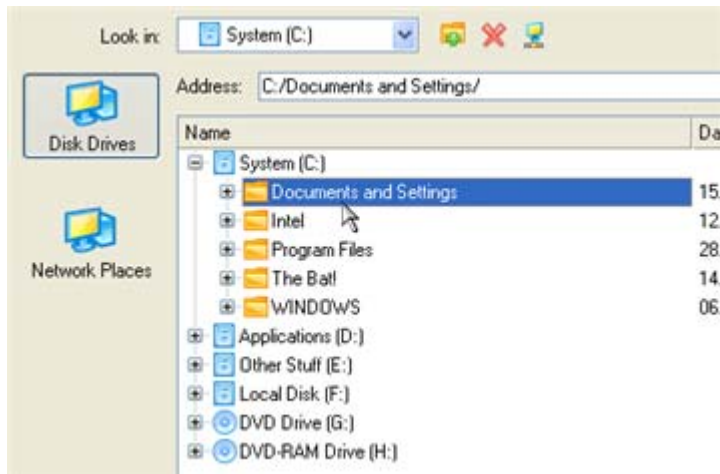 Look in: System (C:)
Address: C:/Documents and Settings/
Disk Drives
Network Places
Name Da
System (C:)
Documents and Settings 15.
Intel 12.
Program Files 28.
The Bat! 14.
WINDOWS 06.
Applications (D:)
Other Stuff (E:)
Local Disk (F:)
DVD Drive (G:)
DVD-RAM Drive (H:)